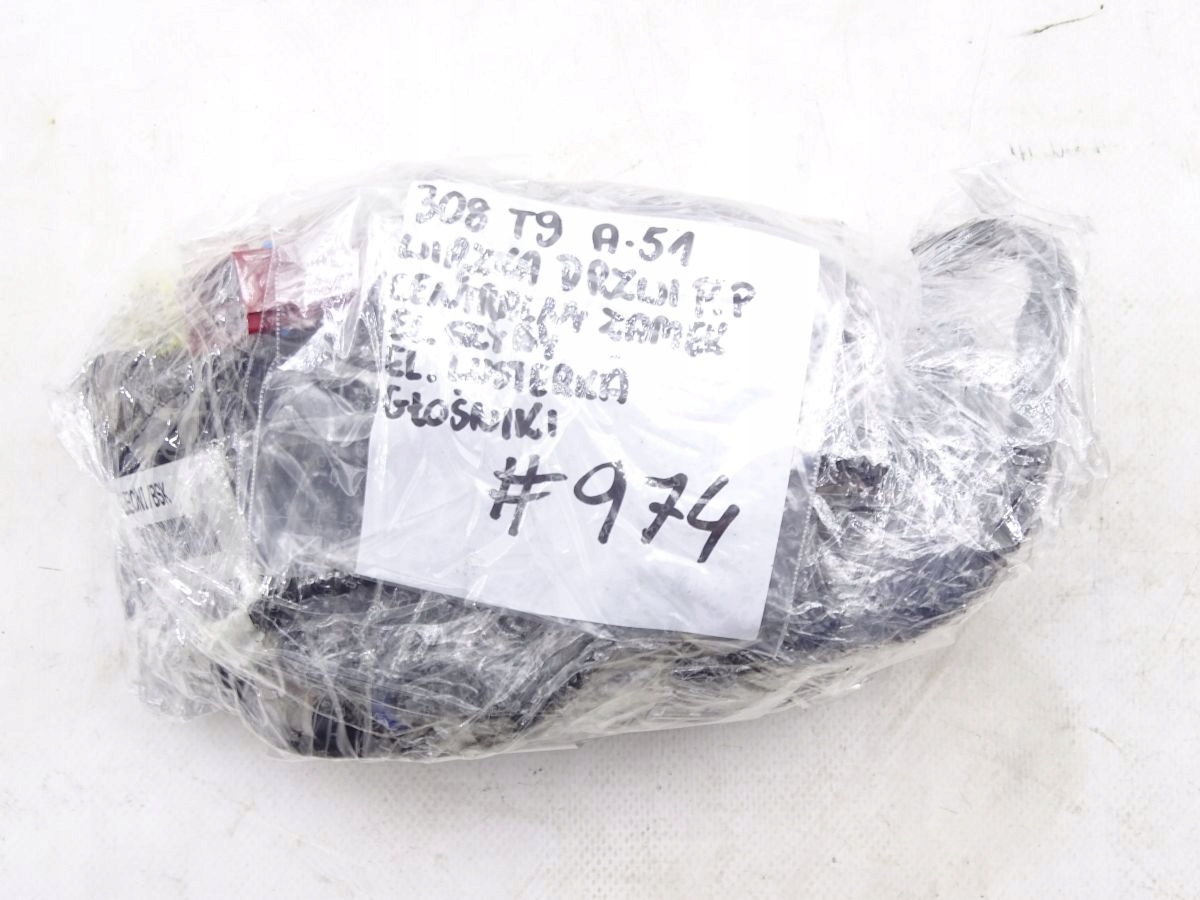 308 T9 A-51
WIĄZKA DRZWI P.P
CENTRALNY ZAMEK
EL. SZYBY
EL. LUSTERKA
GŁOŚNIKI
#974